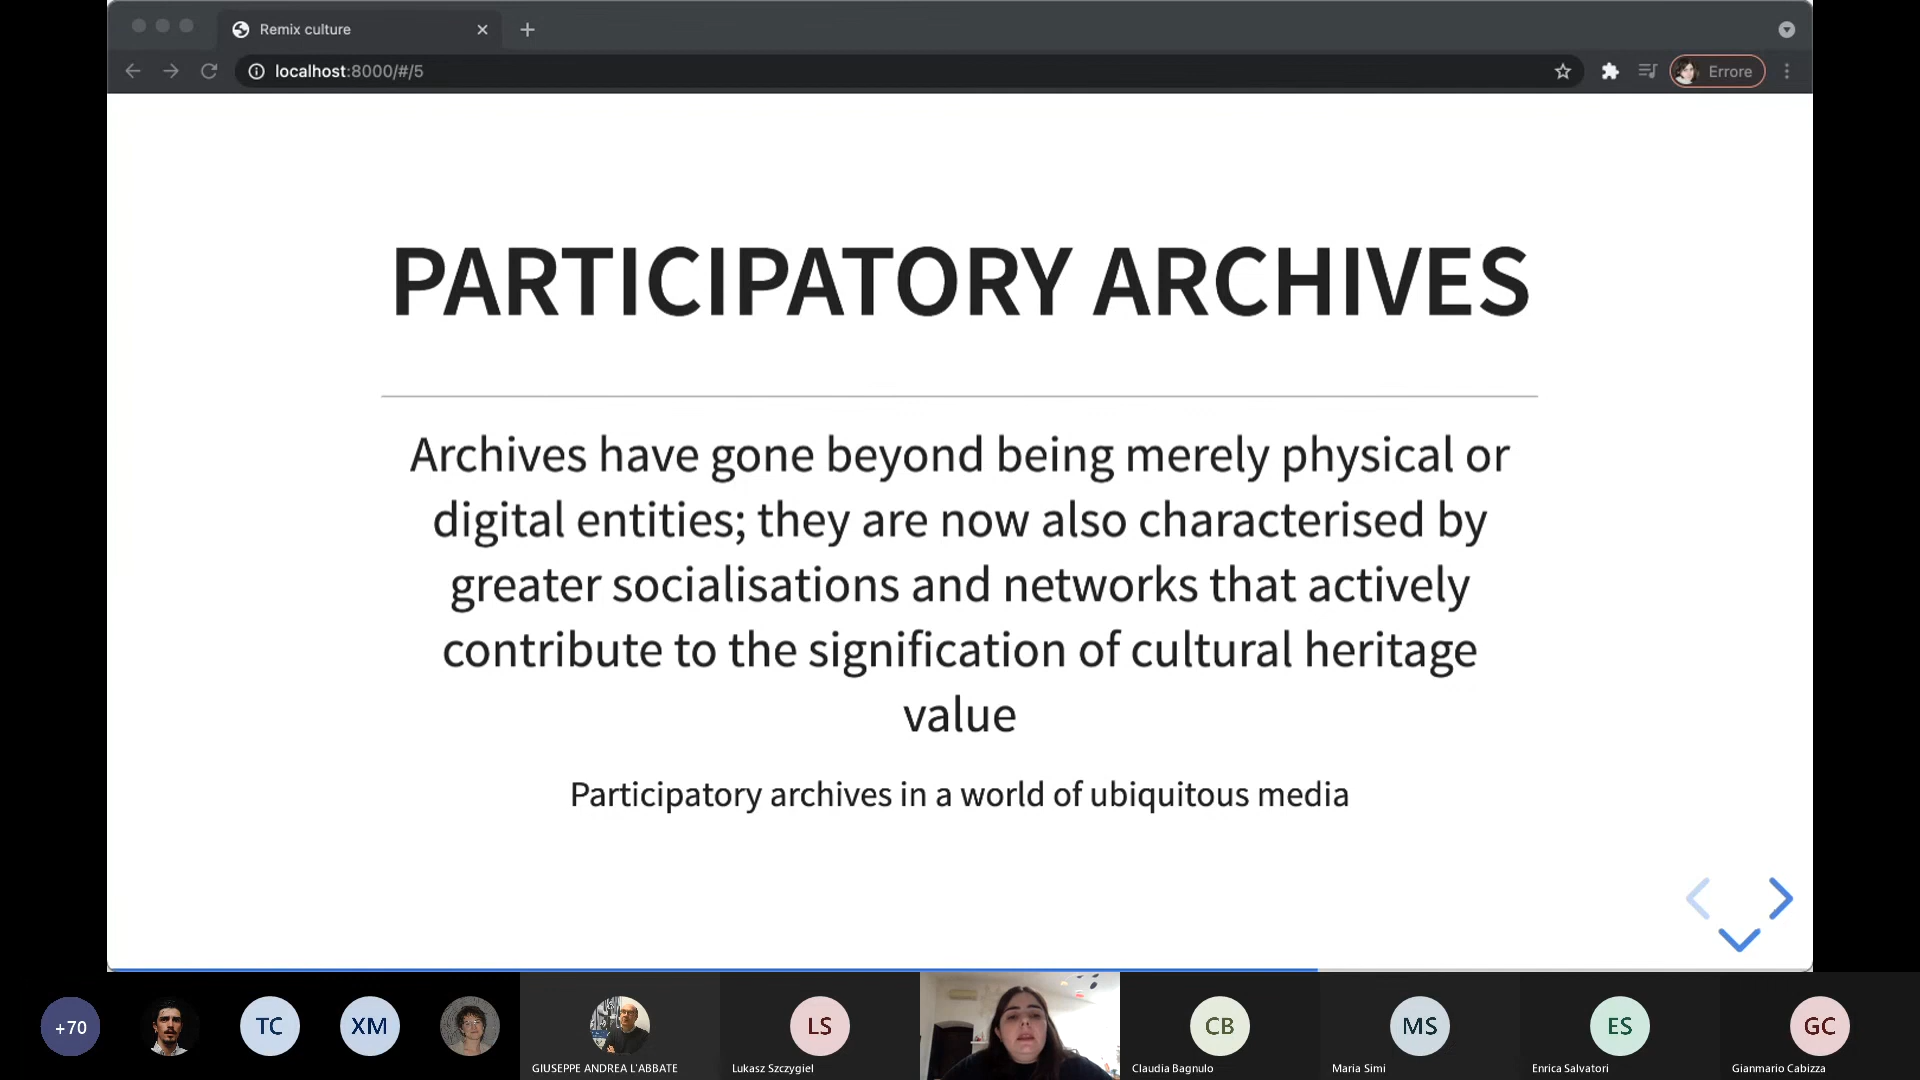 Remix culture
localhost:8000/#/5
Errore
PARTICIPATORY ARCHIVES
Archives have gone beyond being merely physical or
digital entities; they are now also characterised by
greater socialisations and networks that actively
contribute to the signification of cultural heritage
value
Participatory archives in a world of ubiquitous media
+70
TC
XM
LS
CB
MS
ES
GC
GIUSEPPE ANDREA L'ABBATE
Lukasz Szczygiel
Claudia Bagnulo
Maria Simi
Enrica Salvatori
Gianmario Cabizza